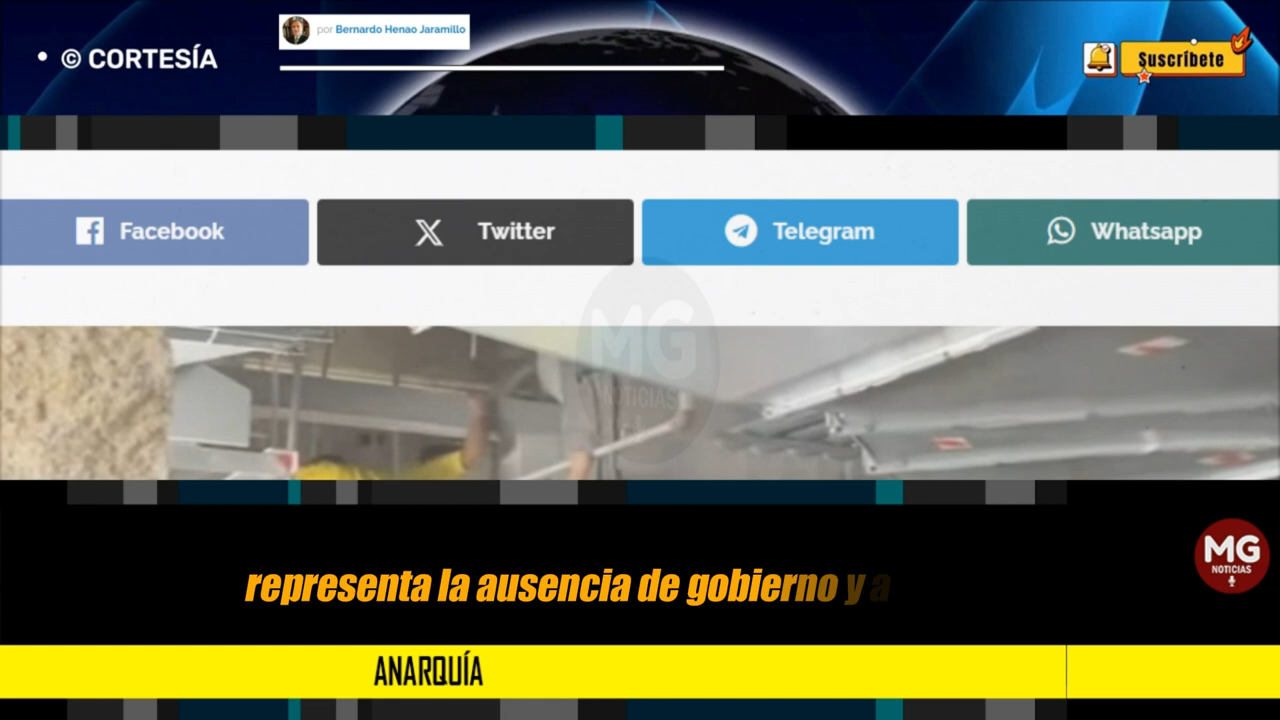 por Bernardo Henao Jaramillo
• © CORTESÍA
Suscríbete
Facebook
Twitter
Telegram
Whatsapp
MG
NOTICIAS
representa la ausencia de gobierno y a
MG
NOTICIAS
ANARQUÍA